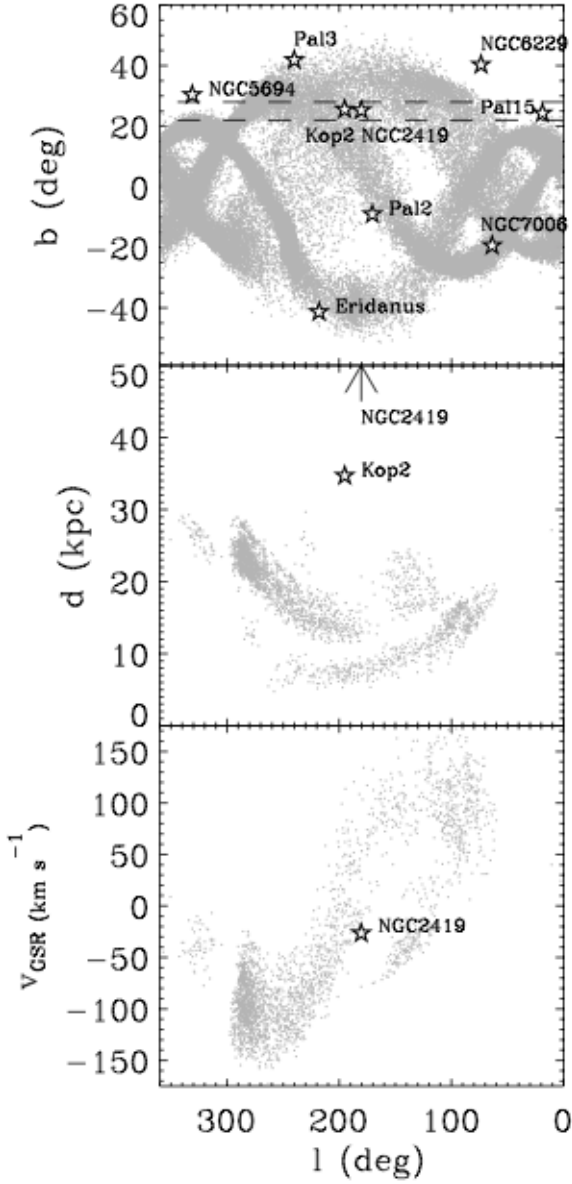 60
40
20
0
−20
−40
b (deg)
Pal3
NGC6229
NGC5694
Pal15
Kop2 NGC2419
Pal2
NGC7006
Eridanus
50
40
30
20
10
0
d (kpc)
NGC2419
Kop2
150
100
50
0
−50
−100
−150
VGSR (km s−1)
NGC2419
300 200 100 0
l (deg)